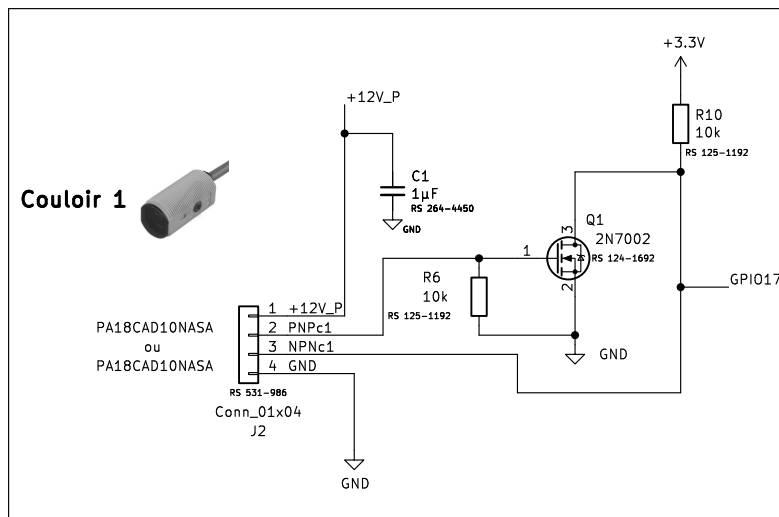 +3.3V
+12V_P
R10
10k
RS 125-1192
Couloir 1
C1
1µF
RS 264-4450
GND
Q1
3
2N7002
1
RS 124-1692
2
R6
10k
RS 125-1192
GPIO17
1 +12V_P
2 PNPc1
3 NPNc1
4 GND
PA18CAD10NASA
ou
PA18CAD10NASA
GND
RS 531-986
Conn_01x04
J2
GND